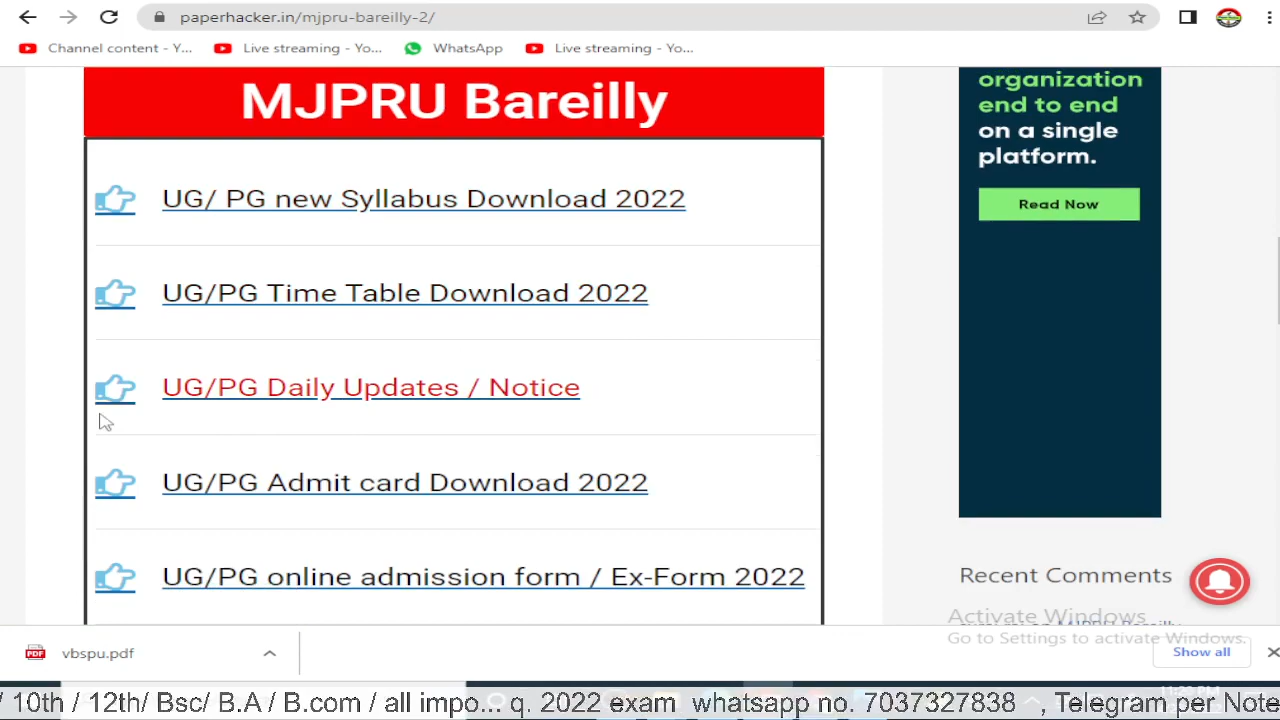 paperhacker.in/mjpru-bareilly-2/
Channel content - Y... Live streaming - Yo... WhatsApp Live streaming - Yo...
MJPRU Bareilly
UG/ PG new Syllabus Download 2022
UG/PG Time Table Download 2022
UG/PG Daily Updates / Notice
UG/PG Admit card Download 2022
UG/PG online admission form / Ex-Form 2022
organization
end to end
on a single
platform.
Read Now
Recent Comments
Activate Windows
Go to Settings to activate Windows.
PDF vbspu.pdf
Show all
/ 10th / 12th/ Bsc/ B.A / B.com / all impo... q. 2022 exam whatsapp no. 7037327838 , Telegram per Note